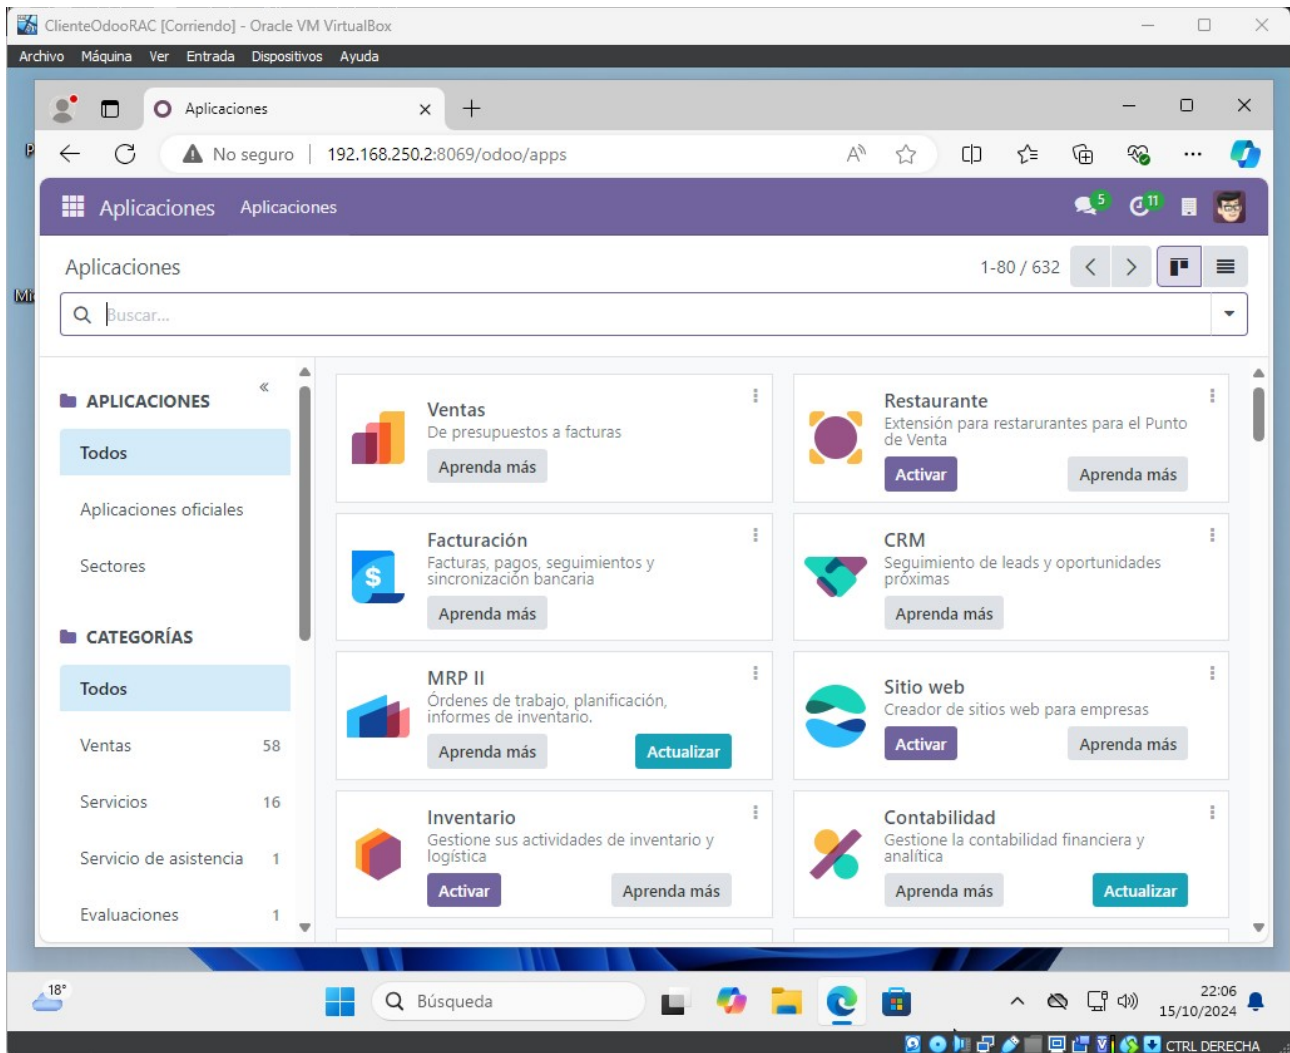 ClienteOdooRAC [Corriendo] - Oracle VM VirtualBox
Archivo Máquina Ver Entrada Dispositivos Ayuda
Aplicaciones
No seguro 192.168.250.2:8069/odoo/apps
Aplicaciones Aplicaciones 5 11
Aplicaciones 1-80 / 632
Buscar...
APLICACIONES
Todos
Aplicaciones oficiales
Sectores
CATEGORÍAS
Todos
Ventas 58
Servicios 16
Servicio de asistencia 1
Evaluaciones 1
Ventas
De presupuestos a facturas
Aprenda más
Restaurante
Extensión para restarurantes para el Punto
de Venta
Activar Aprenda más
Facturación
Facturas, pagos, seguimientos y
sincronización bancaria
Aprenda más
CRM
Seguimiento de leads y oportunidades
próximas
Aprenda más
MRP II
Órdenes de trabajo, planificación,
informes de inventario.
Aprenda más Actualizar
Sitio web
Creador de sitios web para empresas
Activar Aprenda más
Inventario
Gestione sus actividades de inventario y
logística
Activar Aprenda más
Contabilidad
Gestione la contabilidad financiera y
analítica
Aprenda más Actualizar
18°
Búsqueda
22:06
15/10/2024
CTRL DERECHA